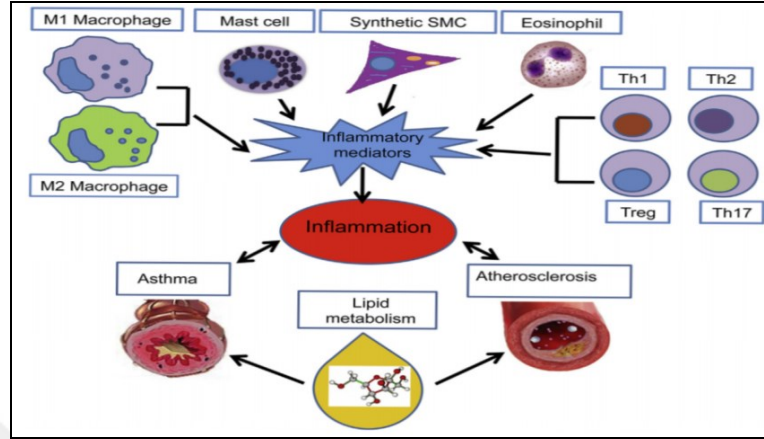 M1 Macrophage
Mast cell
Synthetic SMC
Eosinophil
Th1
Th2
Inflammatory
mediators
M2 Macrophage
Treg
Th17
Inflammation
Asthma
Atherosclerosis
Lipid
metabolism